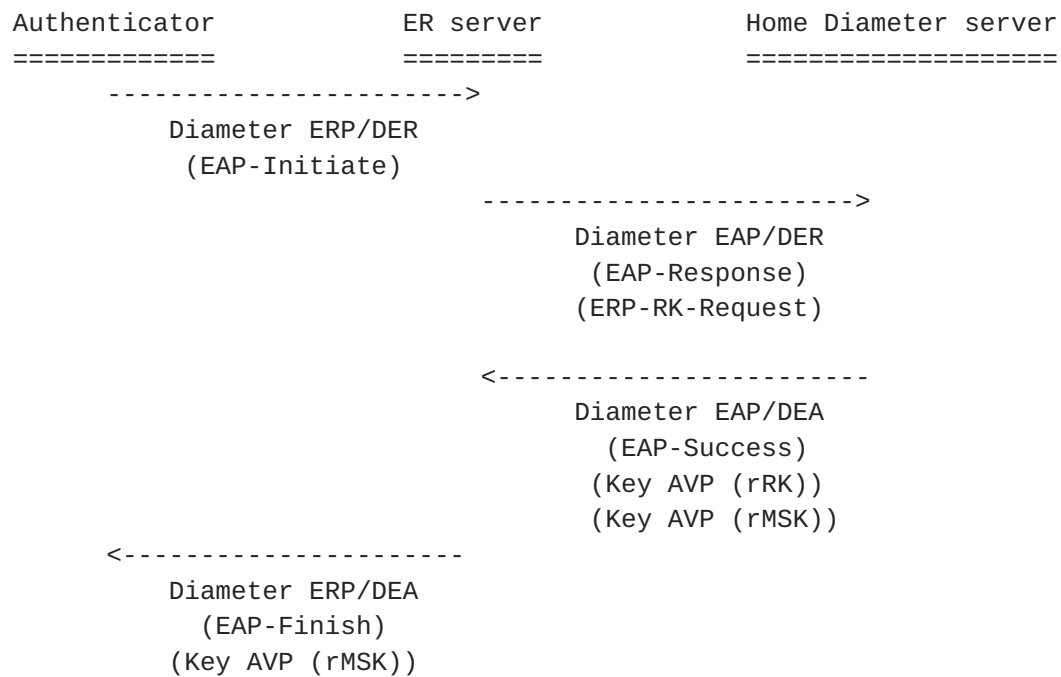 Authenticator            ER server             Home Diameter server
=============            =========             ====================
      ----------------------->
          Diameter ERP/DER
           (EAP-Initiate)
                              ------------------------>
                                    Diameter EAP/DER
                                     (EAP-Response)
                                    (ERP-RK-Request)

                              <------------------------
                                    Diameter EAP/DEA
                                      (EAP-Success)
                                     (Key AVP (rRK))
                                     (Key AVP (rMSK))
      <----------------------
          Diameter ERP/DEA
            (EAP-Finish)
          (Key AVP (rMSK))